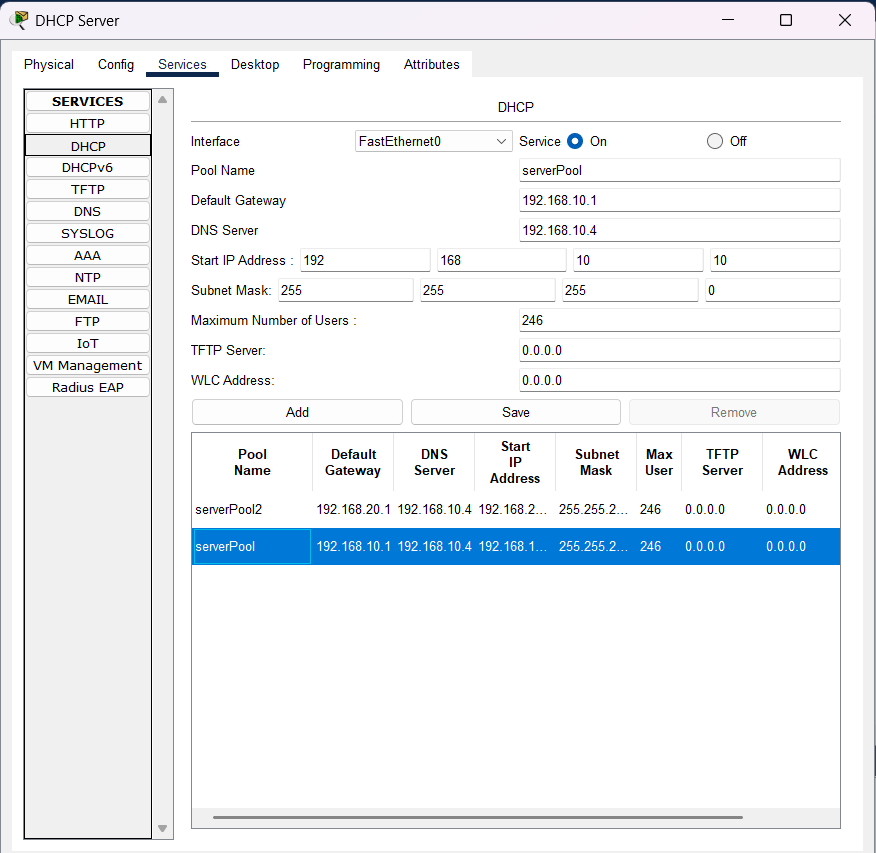 DHCP Server
Physical Config Services Desktop Programming Attributes
SERVICES
HTTP
DHCP
DHCPv6
TFTP
DNS
SYSLOG
AAA
NTP
EMAIL
FTP
IoT
VM Management
Radius EAP
DHCP
Interface FastEthernet0 Service On Off
Pool Name serverPool
Default Gateway 192.168.10.1
DNS Server 192.168.10.4
Start IP Address : 192 168 10 10
Subnet Mask: 255 255 255 0
Maximum Number of Users : 246
TFTP Server: 0.0.0.0
WLC Address: 0.0.0.0
Add Save Remove
Pool Name Default Gateway DNS Server Start IP Address Subnet Mask Max User TFTP Server WLC Address
serverPool2 192.168.20.1 192.168.10.4 192.168.2... 255.255.2... 246 0.0.0.0 0.0.0.0
serverPool 192.168.10.1 192.168.10.4 192.168.1... 255.255.2... 246 0.0.0.0 0.0.0.0